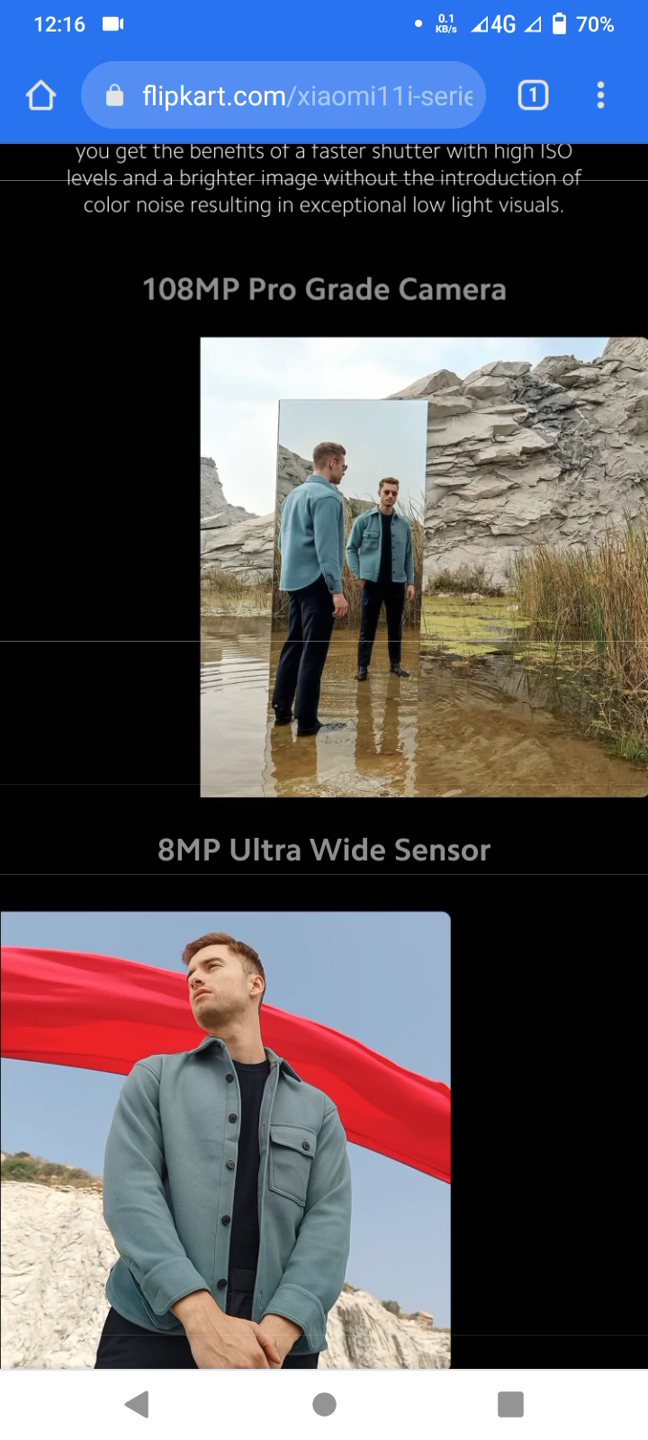 12:16
0.1
KB/s
4G
70%
flipkart.com/xiaomi11i-serie
1
you get the benefits of a faster shutter with high ISO
levels and a brighter image without the introduction of
color noise resulting in exceptional low light visuals.
108MP Pro Grade Camera
8MP Ultra Wide Sensor